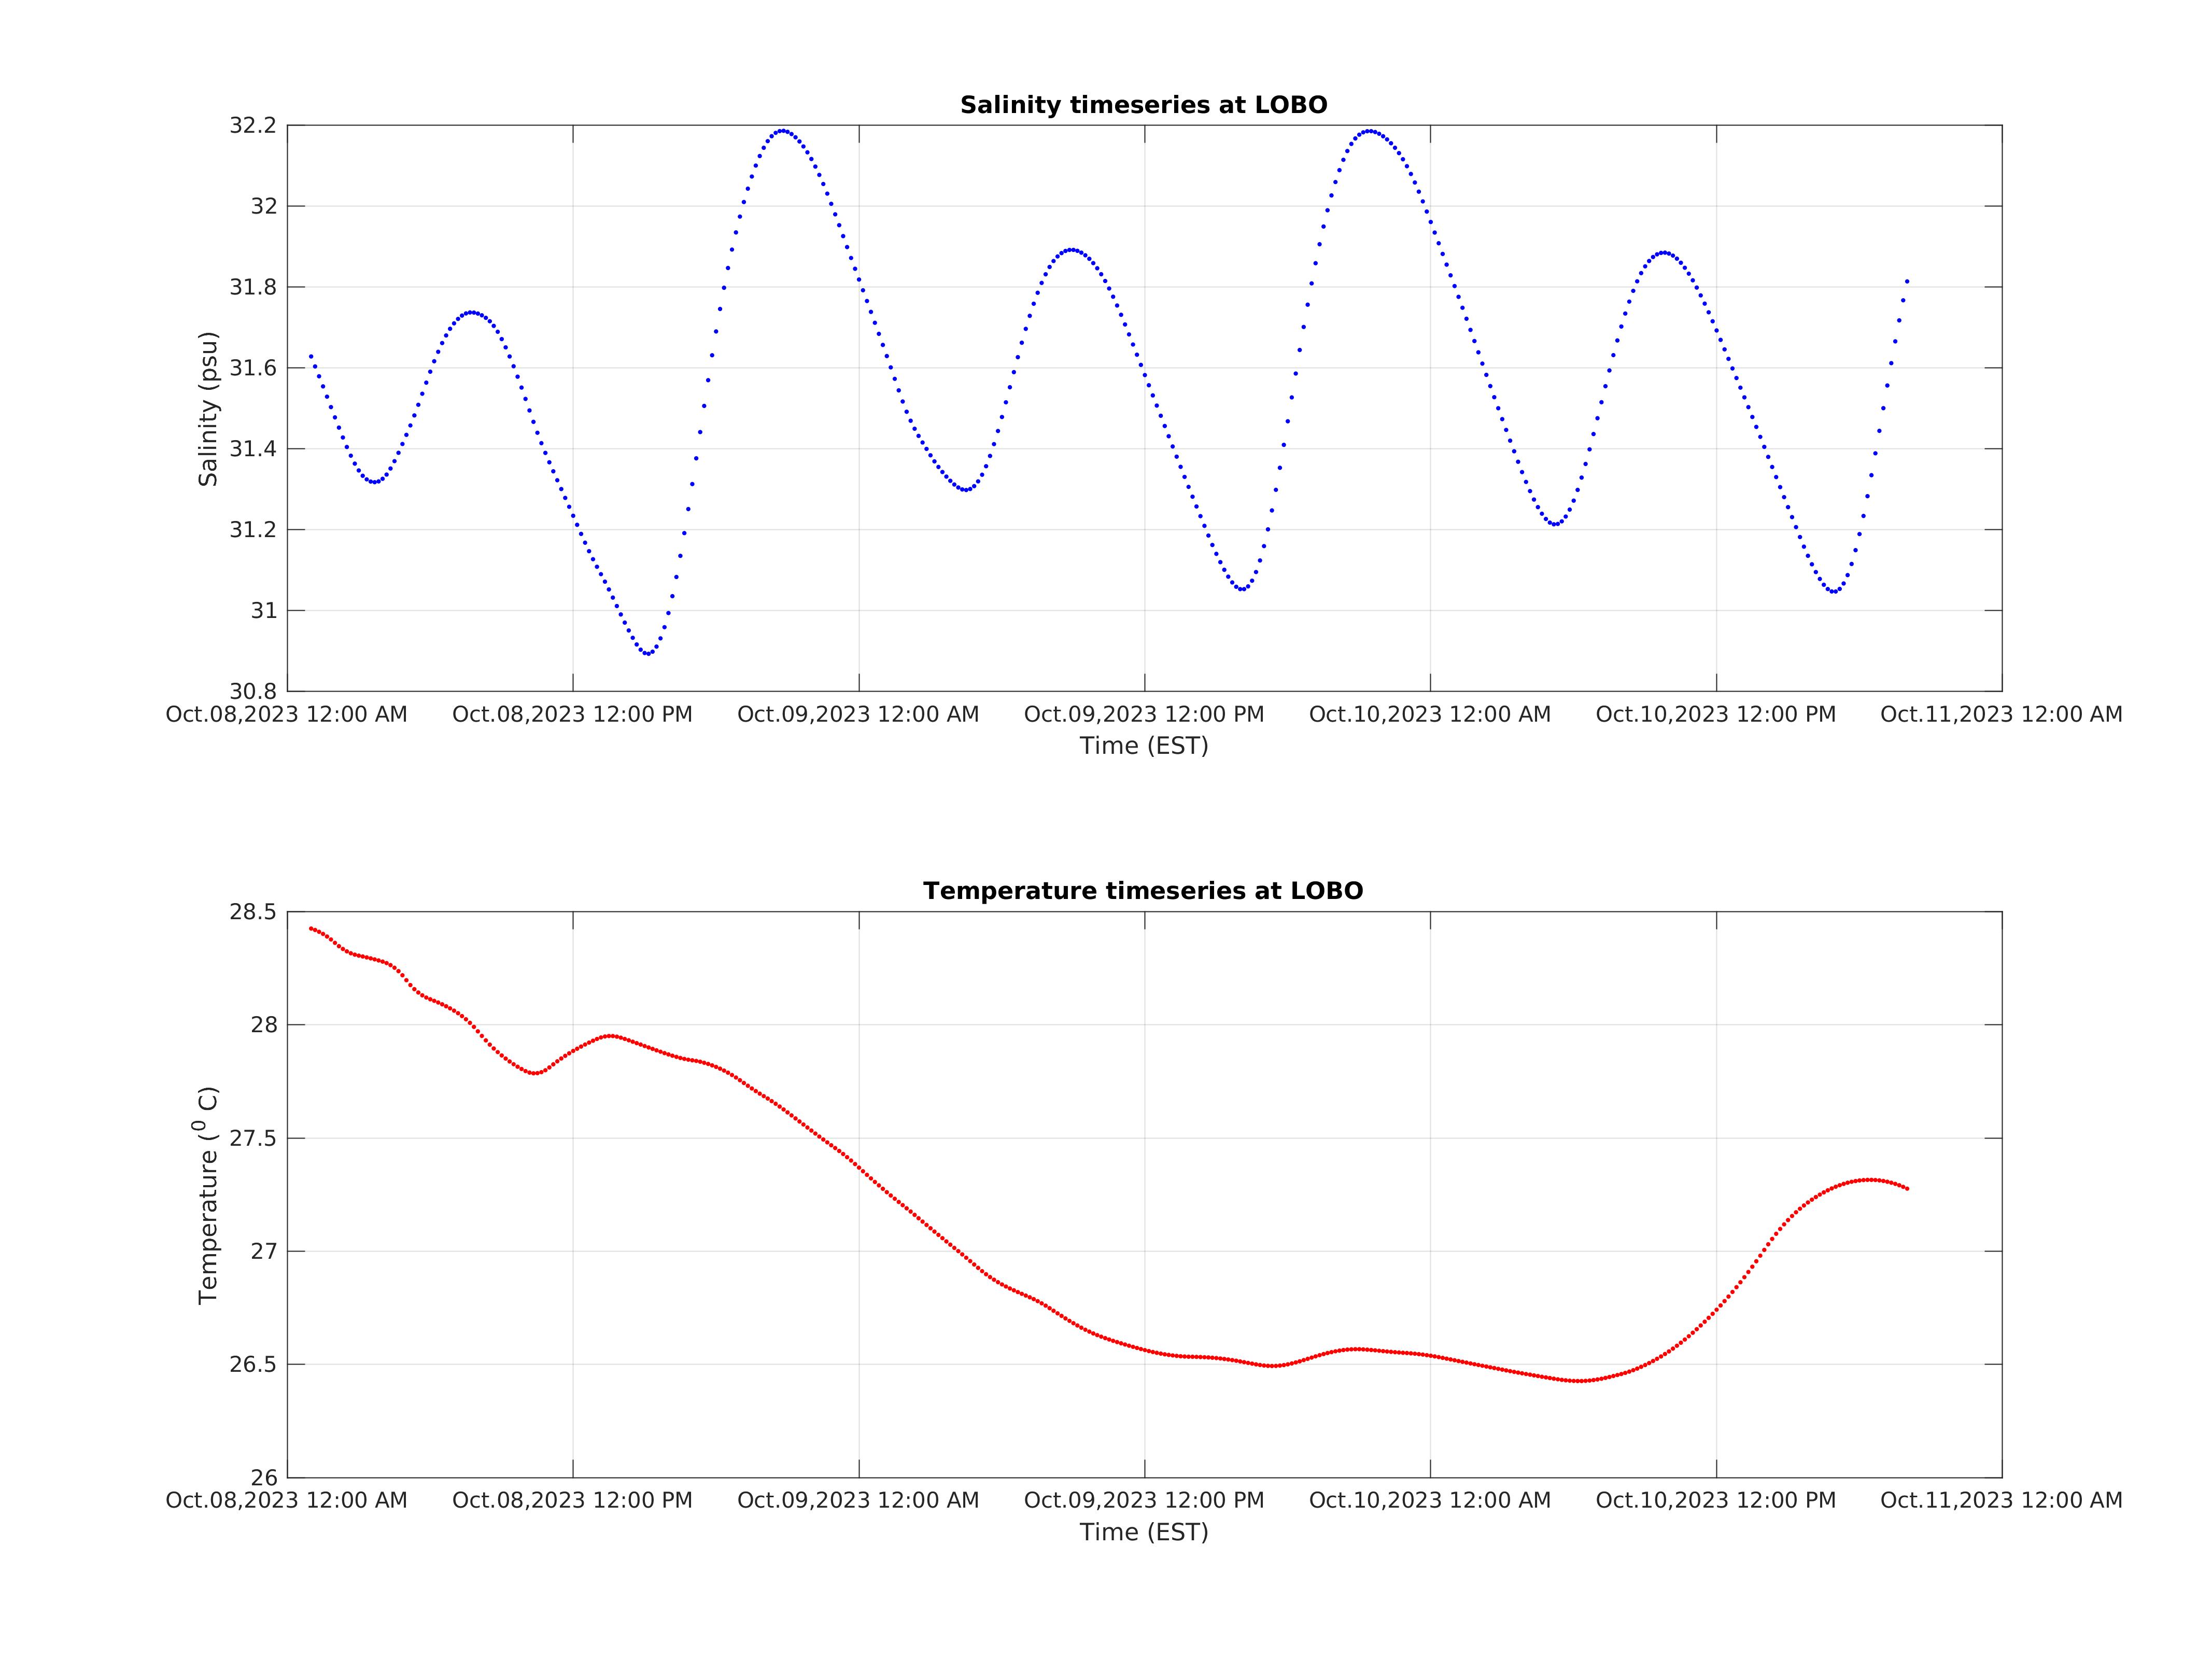 Salinity timeseries at LOBO
32.2
32
31.8
31.6
31.4
31.2
31
30.8
Salinity (psu)
Oct.08,2023 12:00 AM Oct.08,2023 12:00 PM Oct.09,2023 12:00 AM Oct.09,2023 12:00 PM Oct.10,2023 12:00 AM Oct.10,2023 12:00 PM Oct.11,2023 12:00 AM
Time (EST)
Temperature timeseries at LOBO
28.5
28
27.5
27
26.5
26
Temperature (⁰ C)
Oct.08,2023 12:00 AM Oct.08,2023 12:00 PM Oct.09,2023 12:00 AM Oct.09,2023 12:00 PM Oct.10,2023 12:00 AM Oct.10,2023 12:00 PM Oct.11,2023 12:00 AM
Time (EST)